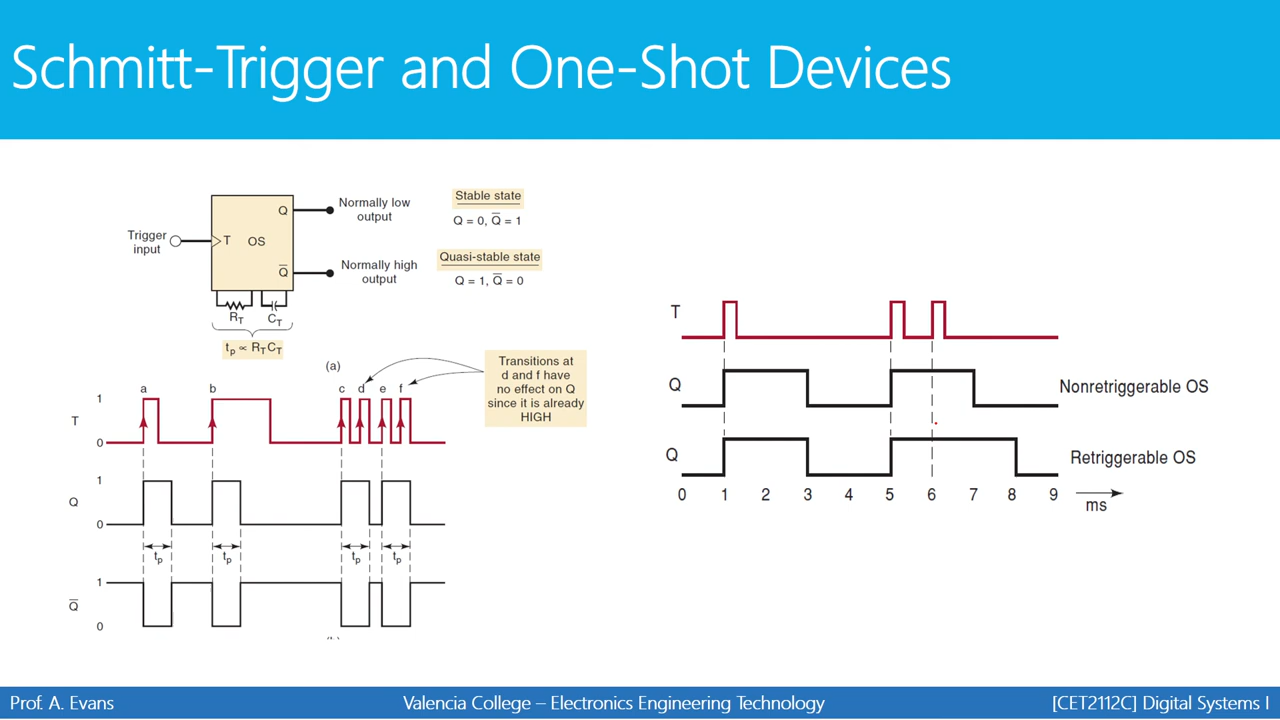 Schmitt-Trigger and One-Shot Devices
Trigger
input
T
OS
Q
Q̅
Normally low
output
Normally high
output
R_T
C_T
t_p ∝ R_TC_T
Stable state
Q = 0, Q̅ = 1
Quasi-stable state
Q = 1, Q̅ = 0
(a)
Transitions at
d and f have
no effect on Q
since it is already
HIGH
a b c d e f
T
1
0
Q
1
0
t_p t_p t_p t_p
Q̅
1
0
T
Q
Nonretriggerable OS
Q
Retriggerable OS
0 1 2 3 4 5 6 7 8 9
ms
Prof. A. Evans
Valencia College – Electronics Engineering Technology
[CET2112C] Digital Systems I